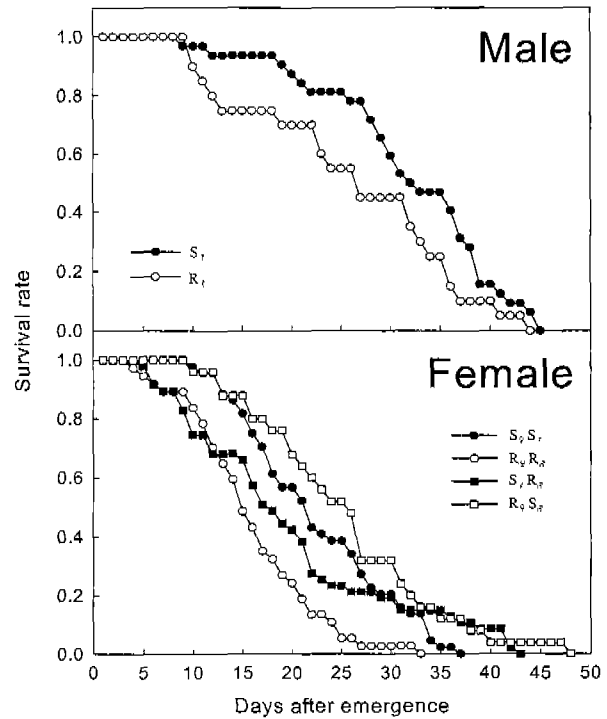 Male
1.0
0.8
0.6
0.4
0.2
0.0
S
R
Survival rate
Female
1.0
0.8
0.6
0.4
0.2
0.0
S♀ S
R♀ R♂
S R♂
R♀ S♂
0 5 10 15 20 25 30 35 40 45 50
Days after emergence